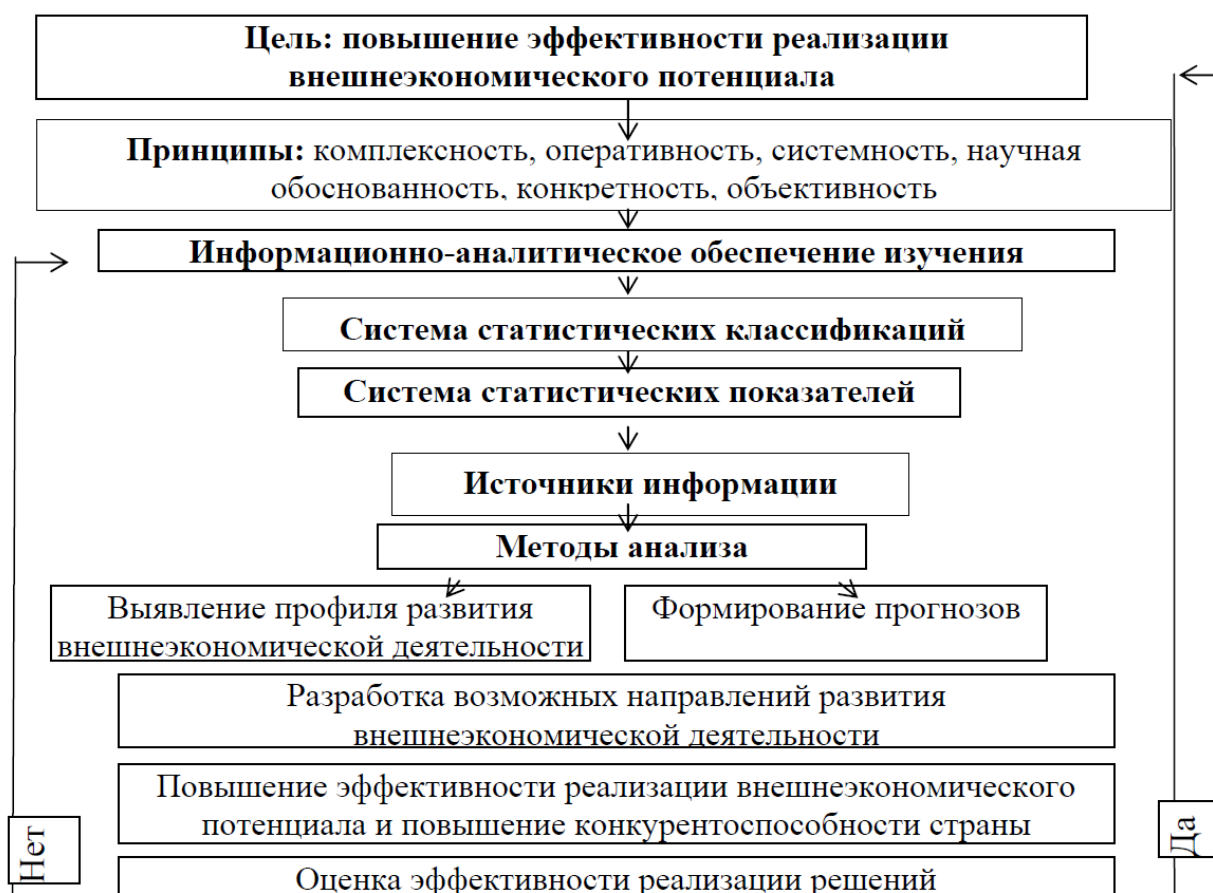 Цель: повышение эффективности реализации
внешнеэкономического потенциала
Принципы: комплексность, оперативность, системность, научная
обоснованность, конкретность, объективность
Информационно-аналитическое обеспечение изучения
Система статистических классификаций
Система статистических показателей
Источники информации
Методы анализа
Выявление профиля развития
внешнеэкономической деятельности
Формирование прогнозов
Разработка возможных направлений развития
внешнеэкономической деятельности
Повышение эффективности реализации внешнеэкономического
потенциала и повышение конкурентоспособности страны
Нет
Да
Оценка эффективности реализации решений